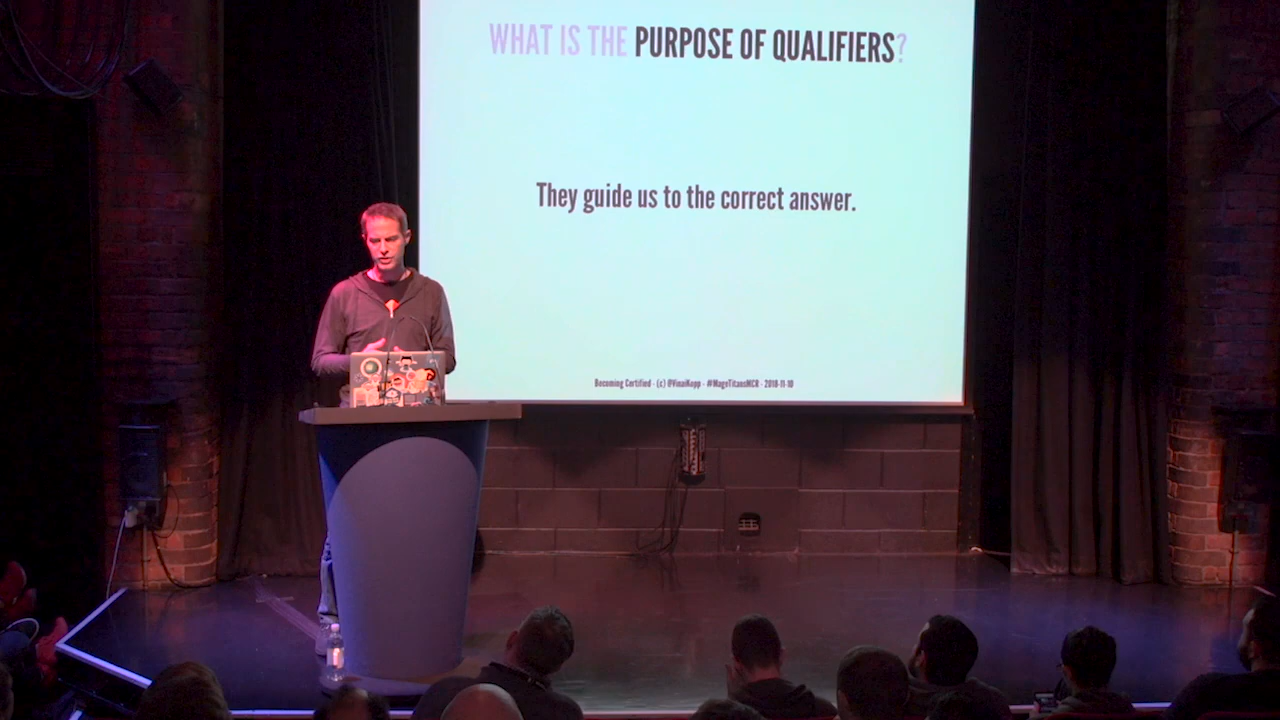 WHAT IS THE PURPOSE OF QUALIFIERS?
They guide us to the correct answer.
Becoming Certified - (c) @VinaiKopp - #MageTitansMCR - 2018-11-10